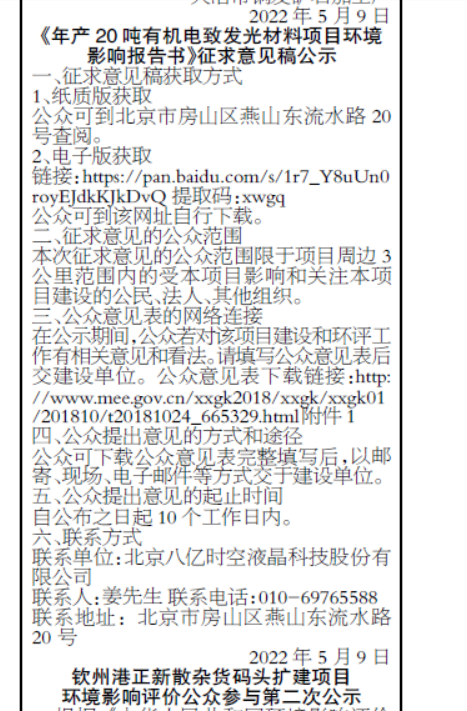 2022 年 5 月 9 日
《年产 20 吨有机电致发光材料项目环境
影响报告书》征求意见稿公示
一、征求意见稿获取方式
1、纸质版获取
公众可到北京市房山区燕山东流水路 20
号查阅。
2、电子版获取
链接:https://pan.baidu.com/s/1r7_Y8uUn0
royEJdkKJkDvQ 提取码:xwgq
公众可到该网址自行下载。
二、征求意见的公众范围
本次征求意见的公众范围限于项目周边 3
公里范围内的受本项目影响和关注本项
目建设的公民、法人、其他组织。
三、公众意见表的网络连接
在公示期间,公众若对该项目建设和环评工
作有相关意见和看法。请填写公众意见表后
交建设单位。公众意见表下载链接:http:
//www.mee.gov.cn/xxgk2018/xxgk/xxgk01
/201810/t20181024_665329.html附件 1
四、公众提出意见的方式和途径
公众可下载公众意见表完整填写后,以邮
寄、现场、电子邮件等方式交于建设单位。
五、公众提出意见的起止时间
自公布之日起 10 个工作日内。
六、联系方式
联系单位:北京八亿时空液晶科技股份有
限公司
联系人:姜先生 联系电话:010-69765588
联系地址: 北京市房山区燕山东流水路
20 号
2022 年 5 月 9 日
钦州港正新散杂货码头扩建项目
环境影响评价公众参与第二次公示